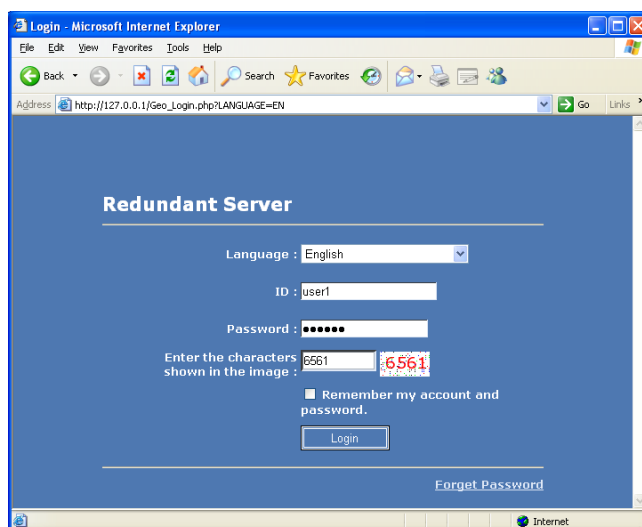 Login - Microsoft Internet Explorer
File Edit View Favorites Tools Help
Back Search Favorites
Address http://127.0.0.1/Geo_Login.php?LANGUAGE=EN Go Links »
Redundant Server
Language : English
ID : user1
Password : ••••••
Enter the characters
shown in the image : 6561 6561
Remember my account and
password.
Login
Forget Password
Internet